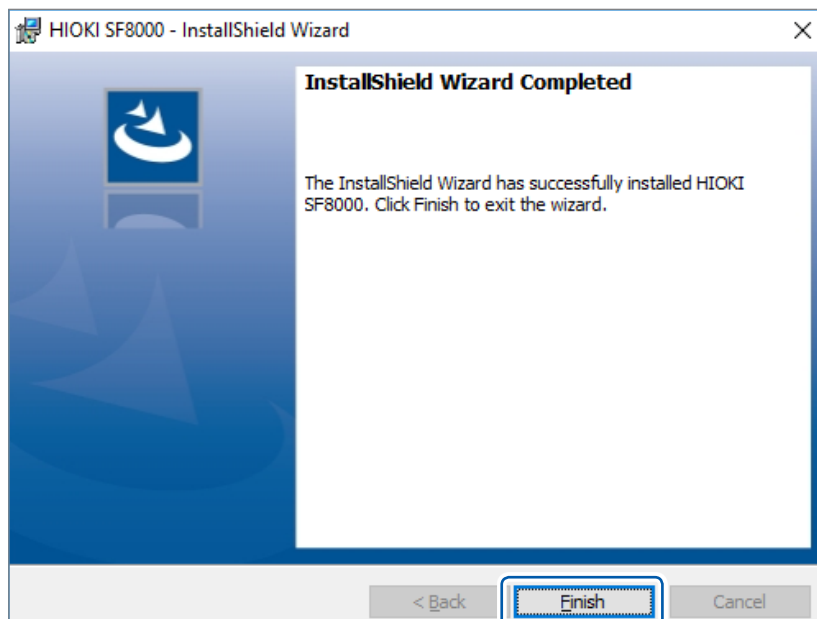 HIOKI SF8000 - InstallShield Wizard
InstallShield Wizard Completed
The InstallShield Wizard has successfully installed HIOKI
SF8000. Click Finish to exit the wizard.
< Back Finish Cancel